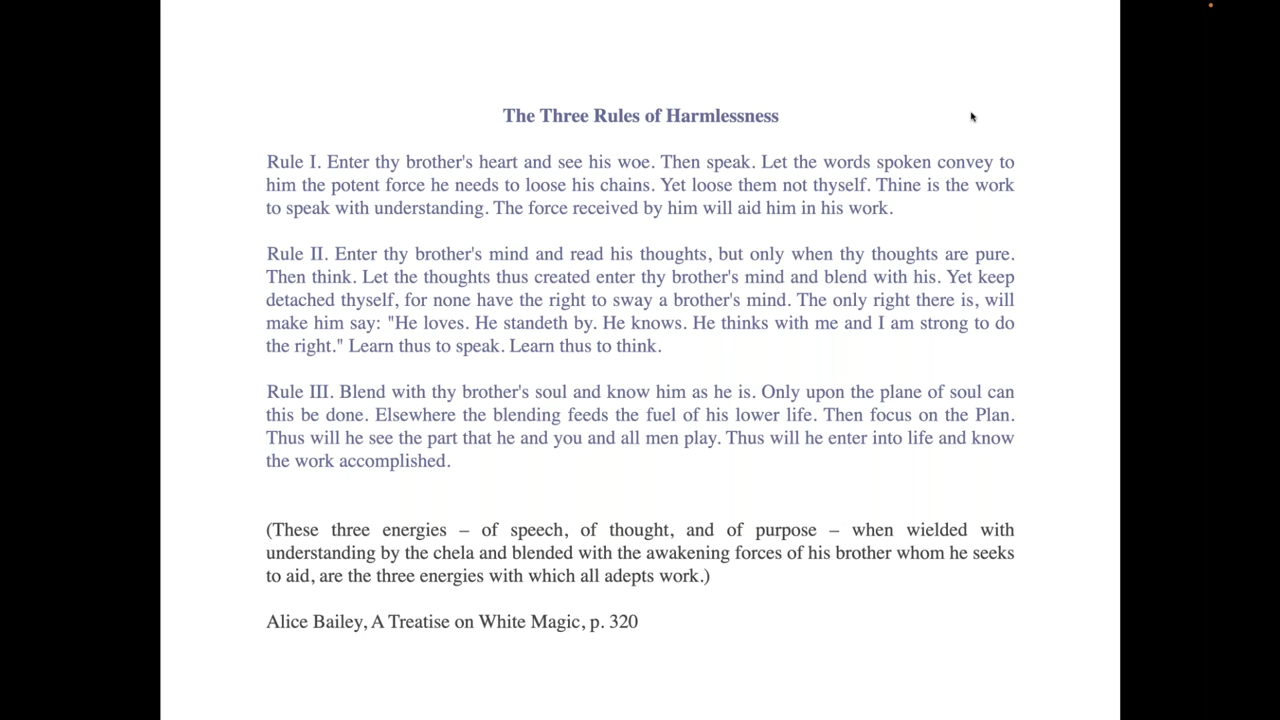 The Three Rules of Harmlessness
Rule I. Enter thy brother's heart and see his woe. Then speak. Let the words spoken convey to
him the potent force he needs to loose his chains. Yet loose them not thyself. Thine is the work
to speak with understanding. The force received by him will aid him in his work.
Rule II. Enter thy brother's mind and read his thoughts, but only when thy thoughts are pure.
Then think. Let the thoughts thus created enter thy brother's mind and blend with his. Yet keep
detached thyself, for none have the right to sway a brother's mind. The only right there is, will
make him say: "He loves. He standeth by. He knows. He thinks with me and I am strong to do
the right." Learn thus to speak. Learn thus to think.
Rule III. Blend with thy brother's soul and know him as he is. Only upon the plane of soul can
this be done. Elsewhere the blending feeds the fuel of his lower life. Then focus on the Plan.
Thus will he see the part that he and you and all men play. Thus will he enter into life and know
the work accomplished.
(These three energies – of speech, of thought, and of purpose – when wielded with
understanding by the chela and blended with the awakening forces of his brother whom he seeks
to aid, are the three energies with which all adepts work.)
Alice Bailey, A Treatise on White Magic, p. 320